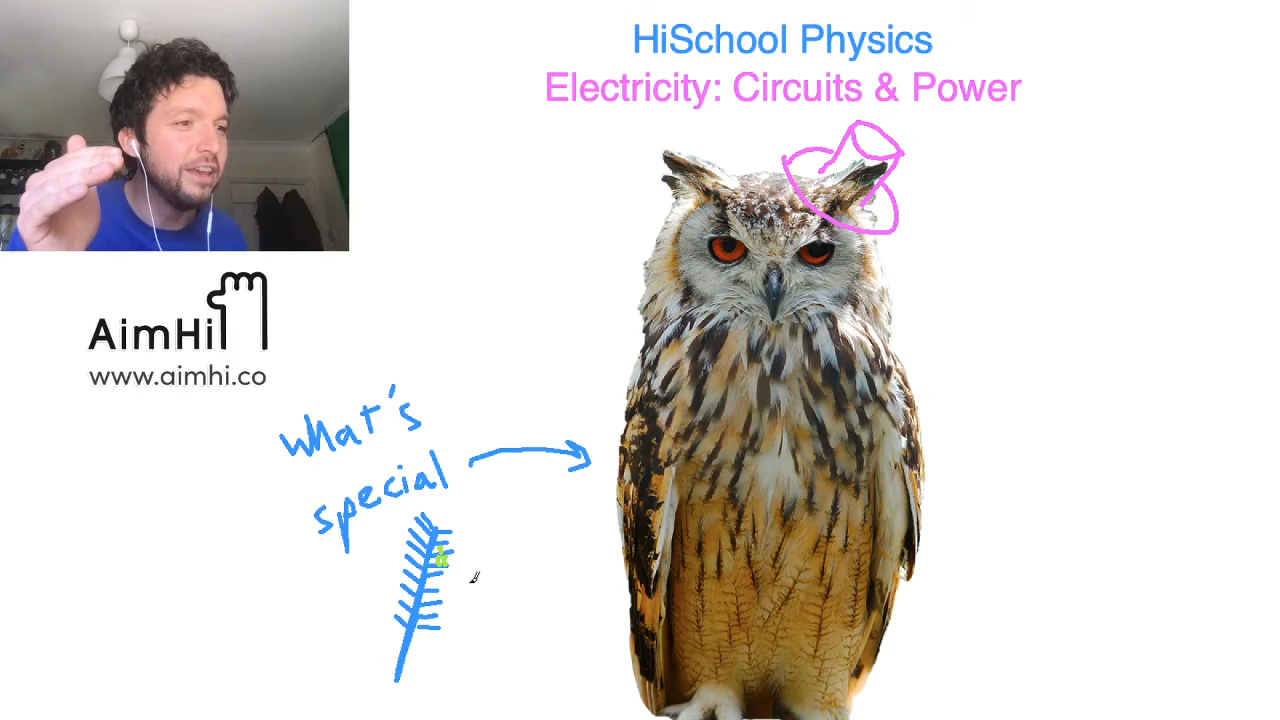 HiSchool Physics
Electricity: Circuits & Power
AimHi
www.aimhi.co
what's
special